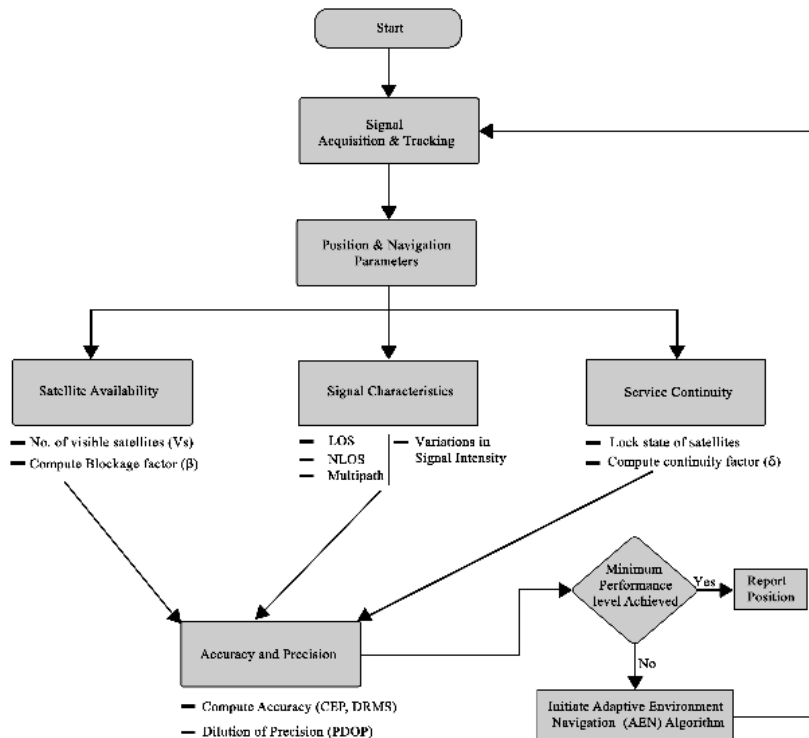 Start
Signal
Acquisition & Tracking
Position & Navigation
Parameters
Satellite Availability
Signal Characteristics
Service Continuity
No. of visible satellites (Vs)
Compute Blockage factor (β)
LOS
NLOS
Multipath
Variations in
Signal Intensity
Lock state of satellites
Compute continuity factor (δ)
Minimum
Performance
level Achieved
Yes
Report
Position
No
Accuracy and Precision
Compute Accuracy (CEP, DRMS)
Dilution of Precision (PDOP)
Initiate Adaptive Environment
Navigation (AEN) Algorithm